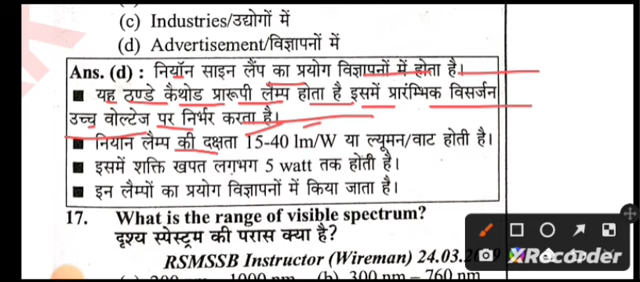 (c) Industries/उद्योगों में
(d) Advertisement/विज्ञापनों में
Ans. (d) : नियॉन साइन लैंप का प्रयोग विज्ञापनों में होता है।
■ यह ठण्डे कैथोड प्रारूपी लैम्प होता है इसमें प्रारंम्भिक विसर्जन
उच्च वोल्टेज पर निर्भर करता है।
■ नियॉन लैम्प की दक्षता 15-40 lm/W या ल्यूमन/वाट होती है।
■ इसमें शक्ति खपत लगभग 5 watt तक होती है।
■ इन लैम्पों का प्रयोग विज्ञापनों में किया जाता है।
17. What is the range of visible spectrum?
दृश्य स्पेस्ट्रम की परास क्या है?
RSMSSB Instructor (Wireman) 24.03.
XRecorder
1000 nm (b) 300 nm – 760 nm